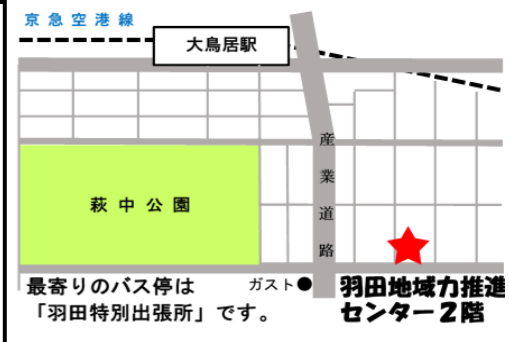 京急空港線
大鳥居駅
産業道路
萩中公園
最寄りのバス停は
「羽田特別出張所」です。
ガスト
羽田地域力推進
センター2階